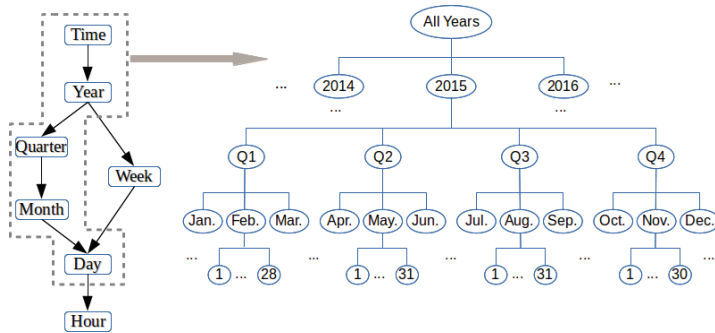 Time
Year
Quarter
Week
Month
Day
Hour
All Years
... 2014 2015 2016 ...
... ...
Q1 Q2 Q3 Q4
Jan. Feb. Mar. Apr. May. Jun. Jul. Aug. Sep. Oct. Nov. Dec.
... ... ... ... ...
1 ... 28 1 ... 31 1 ... 31 1 ... 30